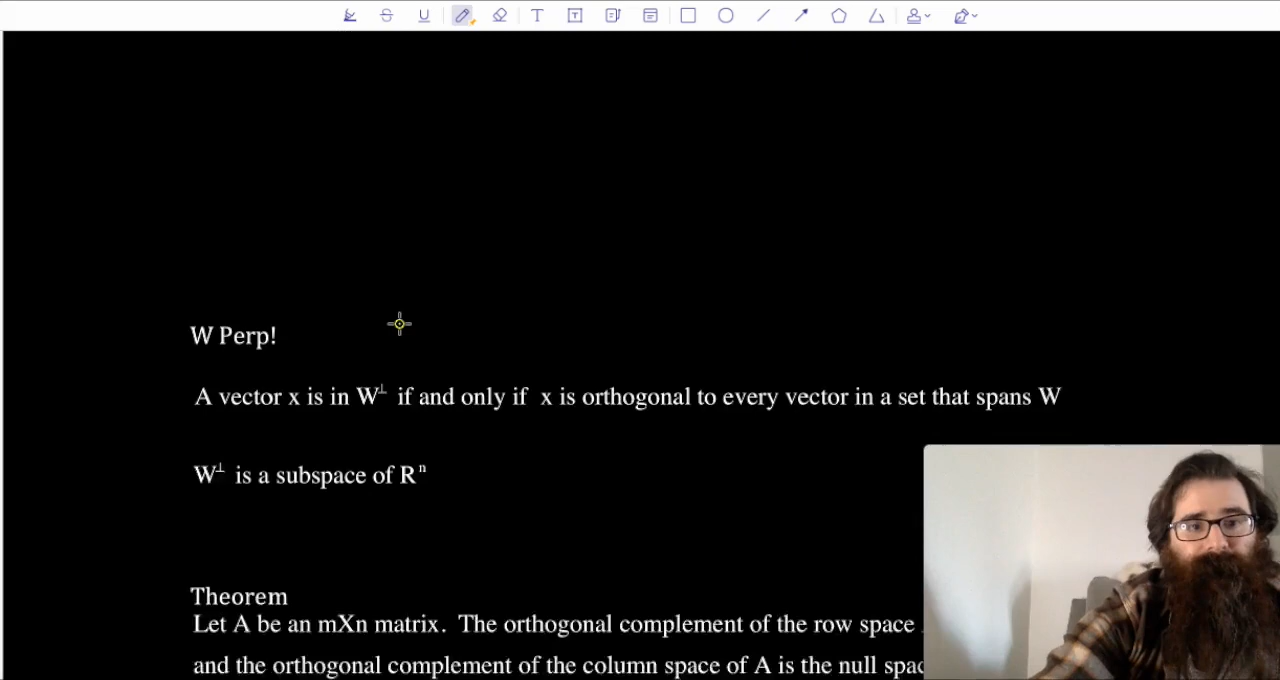 W Perp!
A vector x is in W⊥ if and only if x is orthogonal to every vector in a set that spans W
W⊥ is a subspace of Rⁿ
Theorem
Let A be an mXn matrix. The orthogonal complement of the row space
and the orthogonal complement of the column space of A is the null